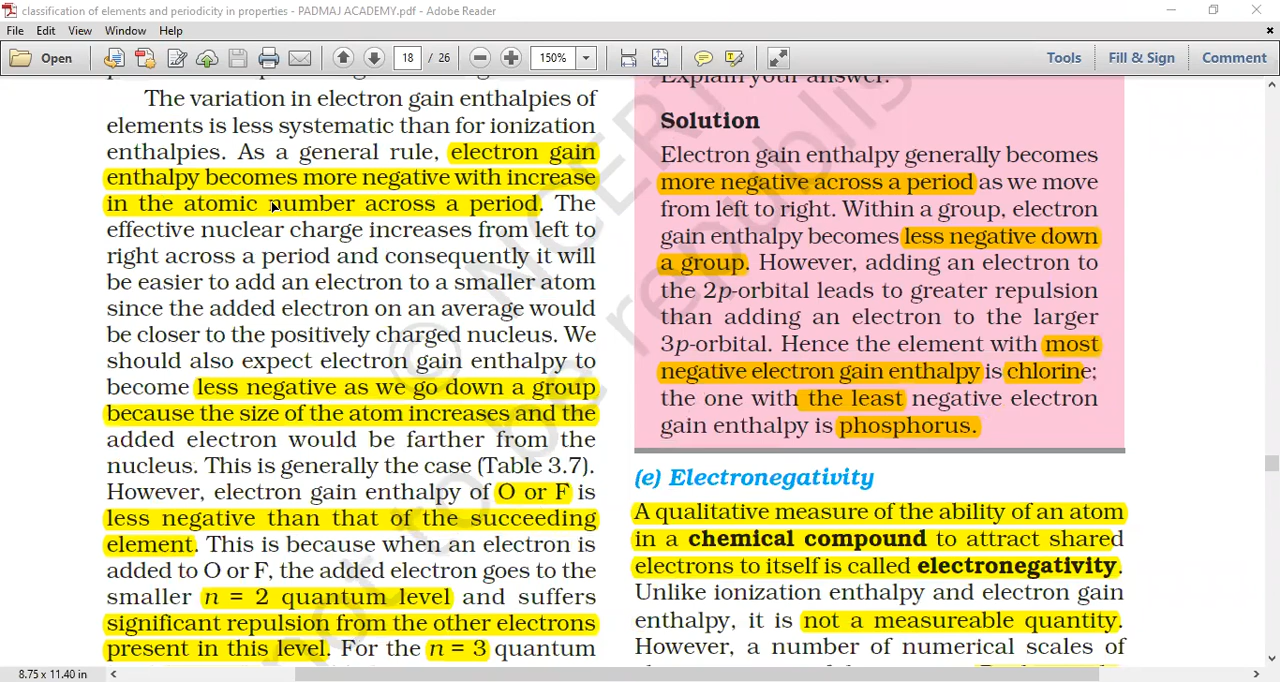 classification of elements and periodicity in properties - PADMAJ ACADEMY.pdf - Adobe Reader
File Edit View Window Help
Open 18 / 26 150% Tools Fill & Sign Comment
The variation in electron gain enthalpies of
elements is less systematic than for ionization
enthalpies. As a general rule, electron gain
enthalpy becomes more negative with increase
in the atomic number across a period. The
effective nuclear charge increases from left to
right across a period and consequently it will
be easier to add an electron to a smaller atom
since the added electron on an average would
be closer to the positively charged nucleus. We
should also expect electron gain enthalpy to
become less negative as we go down a group
because the size of the atom increases and the
added electron would be farther from the
nucleus. This is generally the case (Table 3.7).
However, electron gain enthalpy of O or F is
less negative than that of the succeeding
element. This is because when an electron is
added to O or F, the added electron goes to the
smaller n = 2 quantum level and suffers
significant repulsion from the other electrons
present in this level. For the n = 3 quantum
Explain your answer.
Solution
Electron gain enthalpy generally becomes
more negative across a period as we move
from left to right. Within a group, electron
gain enthalpy becomes less negative down
a group. However, adding an electron to
the 2p-orbital leads to greater repulsion
than adding an electron to the larger
3p-orbital. Hence the element with most
negative electron gain enthalpy is chlorine;
the one with the least negative electron
gain enthalpy is phosphorus.
(e) Electronegativity
A qualitative measure of the ability of an atom
in a chemical compound to attract shared
electrons to itself is called electronegativity.
Unlike ionization enthalpy and electron gain
enthalpy, it is not a measureable quantity.
However, a number of numerical scales of
© NCERT
not to be republis
8.75 x 11.40 in